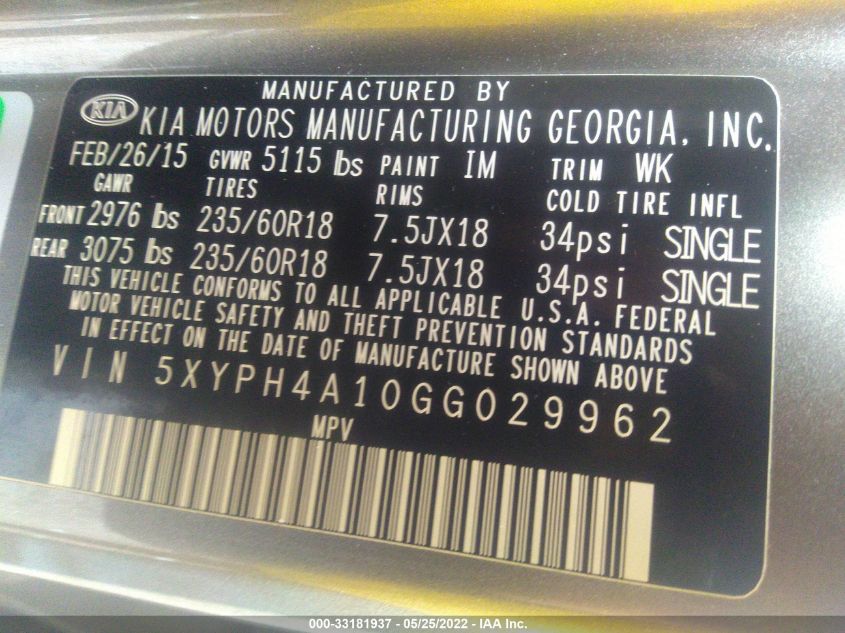 MANUFACTURED BY
KIA KIA MOTORS MANUFACTURING GEORGIA, INC.
FEB/26/15 GVWR 5115 lbs PAINT IM TRIM WK
GAWR TIRES RIMS COLD TIRE INFL
FRONT 2976 lbs 235/60R18 7.5JX18 34psi SINGLE
REAR 3075 lbs 235/60R18 7.5JX18 34psi SINGLE
THIS VEHICLE CONFORMS TO ALL APPLICABLE U.S.A. FEDERAL
MOTOR VEHICLE SAFETY AND THEFT PREVENTION STANDARDS
IN EFFECT ON THE DATE OF MANUFACTURE SHOWN ABOVE
VIN 5XYPH4A10GG029962
MPV
000-33181937 - 05/25/2022 - IAA Inc.